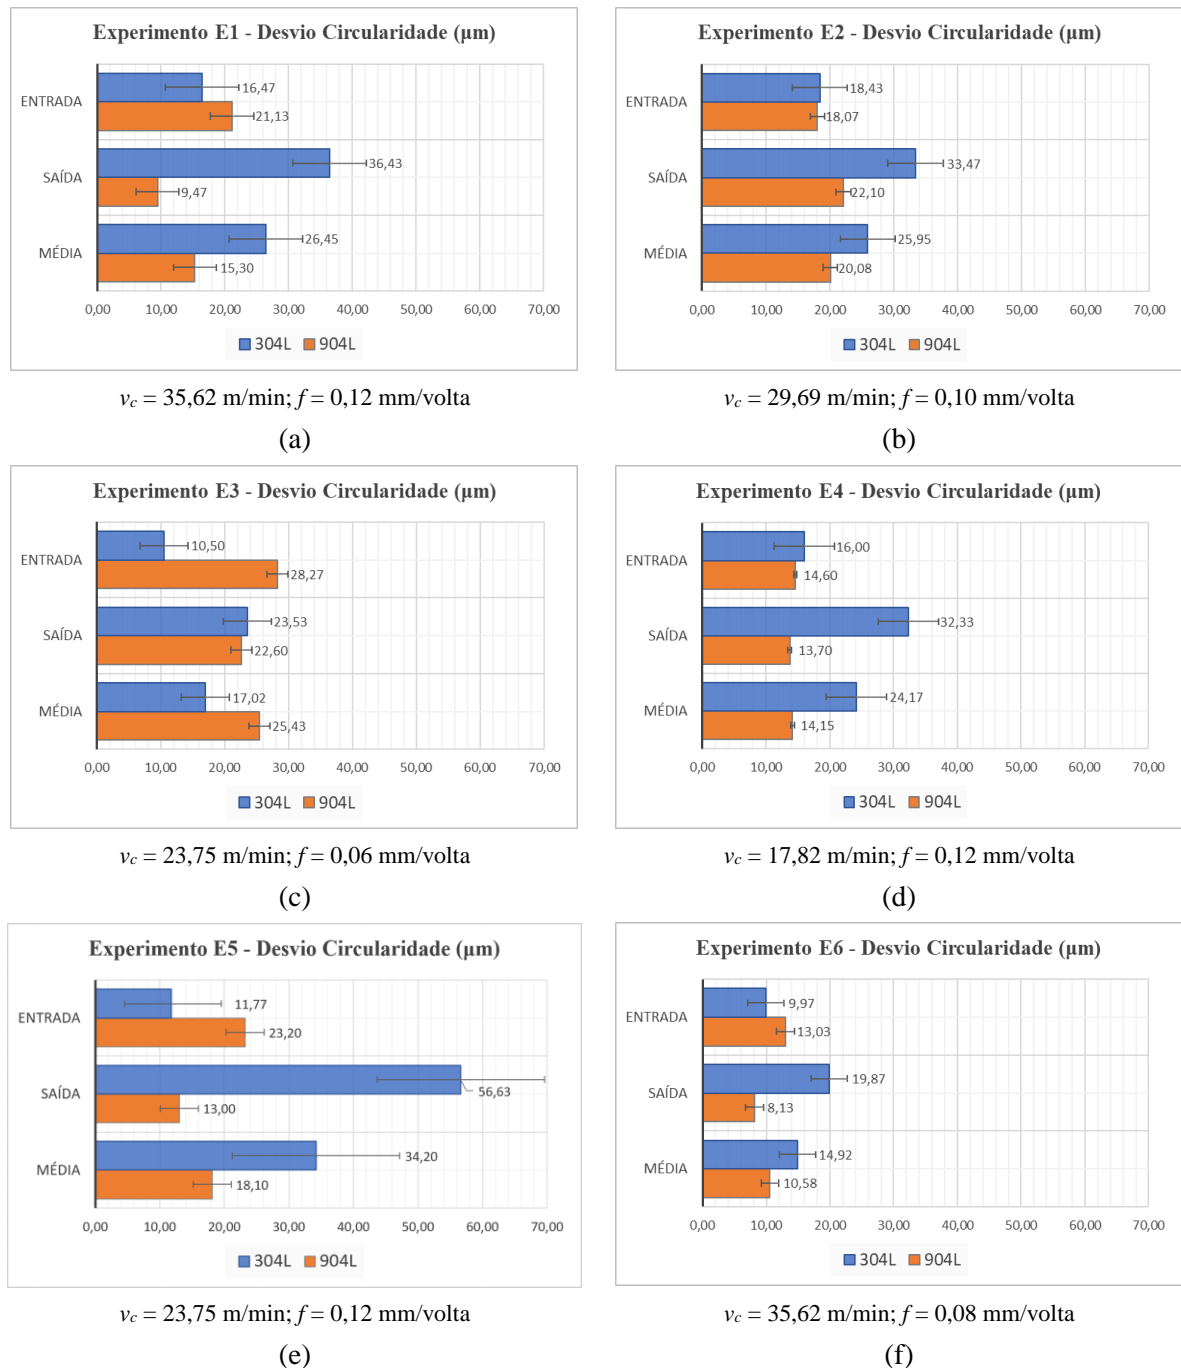 Experimento E1 - Desvio Circularidade (µm)
ENTRADA
16,47
21,13
SAÍDA
36,43
9,47
MÉDIA
26,45
15,30
0,00 10,00 20,00 30,00 40,00 50,00 60,00 70,00
304L 904L
v_c = 35,62 m/min; f = 0,12 mm/volta
(a)
Experimento E2 - Desvio Circularidade (µm)
ENTRADA
18,43
18,07
SAÍDA
33,47
22,10
MÉDIA
25,95
20,08
0,00 10,00 20,00 30,00 40,00 50,00 60,00 70,00
304L 904L
v_c = 29,69 m/min; f = 0,10 mm/volta
(b)
Experimento E3 - Desvio Circularidade (µm)
ENTRADA
10,50
28,27
SAÍDA
23,53
22,60
MÉDIA
17,02
25,43
0,00 10,00 20,00 30,00 40,00 50,00 60,00 70,00
304L 904L
v_c = 23,75 m/min; f = 0,06 mm/volta
(c)
Experimento E4 - Desvio Circularidade (µm)
ENTRADA
16,00
14,60
SAÍDA
32,33
13,70
MÉDIA
24,17
14,15
0,00 10,00 20,00 30,00 40,00 50,00 60,00 70,00
304L 904L
v_c = 17,82 m/min; f = 0,12 mm/volta
(d)
Experimento E5 - Desvio Circularidade (µm)
ENTRADA
11,77
23,20
SAÍDA
56,63
13,00
MÉDIA
34,20
18,10
0,00 10,00 20,00 30,00 40,00 50,00 60,00 70,00
304L 904L
v_c = 23,75 m/min; f = 0,12 mm/volta
(e)
Experimento E6 - Desvio Circularidade (µm)
ENTRADA
9,97
13,03
SAÍDA
19,87
8,13
MÉDIA
14,92
10,58
0,00 10,00 20,00 30,00 40,00 50,00 60,00 70,00
304L 904L
v_c = 35,62 m/min; f = 0,08 mm/volta
(f)